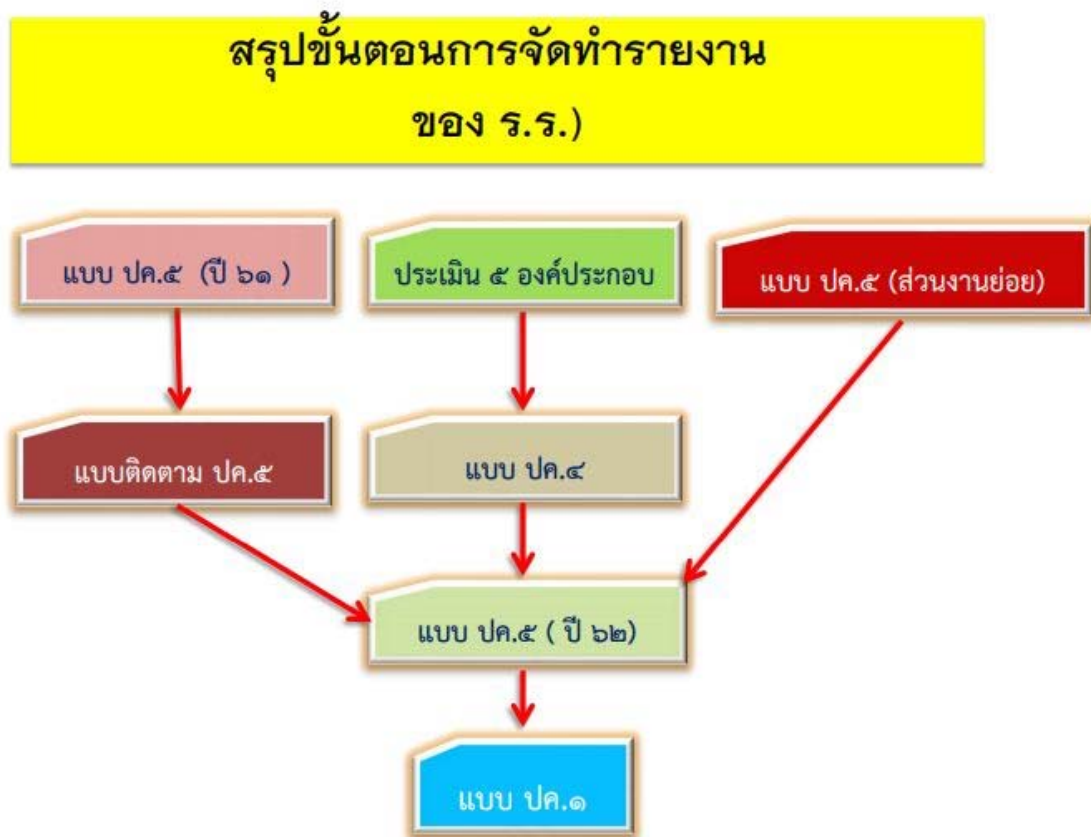 สรุปขั้นตอนการจัดทำรายงาน
ของ ร.ร.)
แบบ ปค.๕ (ปี ๖๑ )
ประเมิน ๕ องค์ประกอบ
แบบ ปค.๕ (ส่วนงานย่อย)
แบบติดตาม ปค.๕
แบบ ปค.๔
แบบ ปค.๕ ( ปี ๖๒)
แบบ ปค.๑